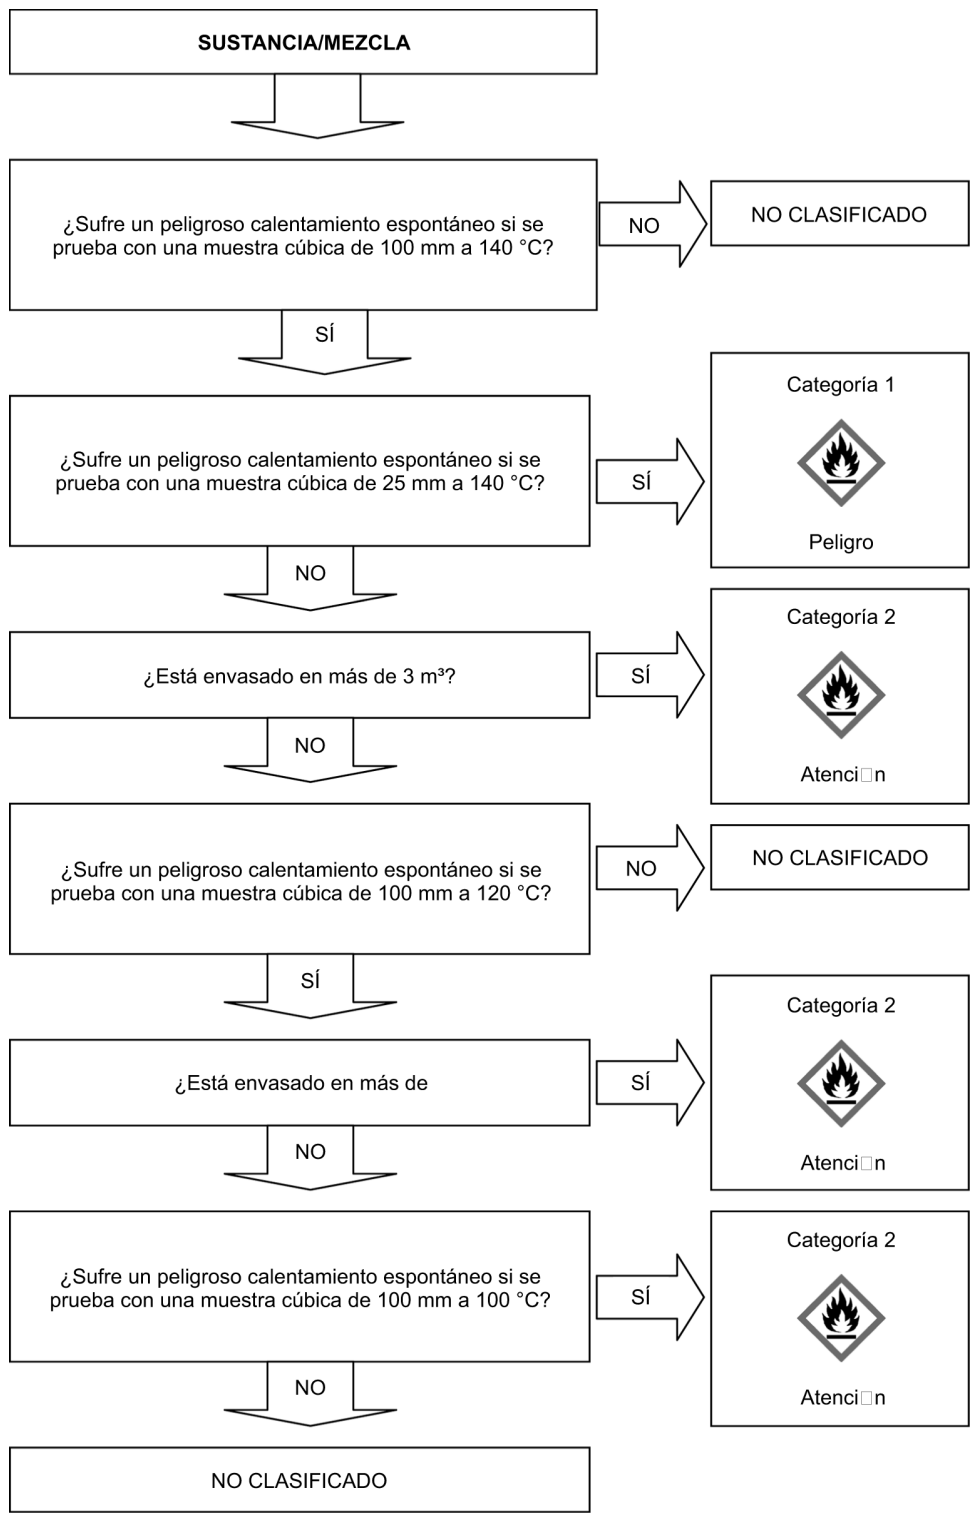 SUSTANCIA/MEZCLA
¿Sufre un peligroso calentamiento espontáneo si se
prueba con una muestra cúbica de 100 mm a 140 °C?
NO
NO CLASIFICADO
SÍ
¿Sufre un peligroso calentamiento espontáneo si se
prueba con una muestra cúbica de 25 mm a 140 °C?
SÍ
Categoría 1
Peligro
NO
¿Está envasado en más de 3 m³?
SÍ
Categoría 2
Atenci□n
NO
¿Sufre un peligroso calentamiento espontáneo si se
prueba con una muestra cúbica de 100 mm a 120 °C?
NO
NO CLASIFICADO
SÍ
¿Está envasado en más de
SÍ
Categoría 2
Atenci□n
NO
¿Sufre un peligroso calentamiento espontáneo si se
prueba con una muestra cúbica de 100 mm a 100 °C?
SÍ
Categoría 2
Atenci□n
NO
NO CLASIFICADO